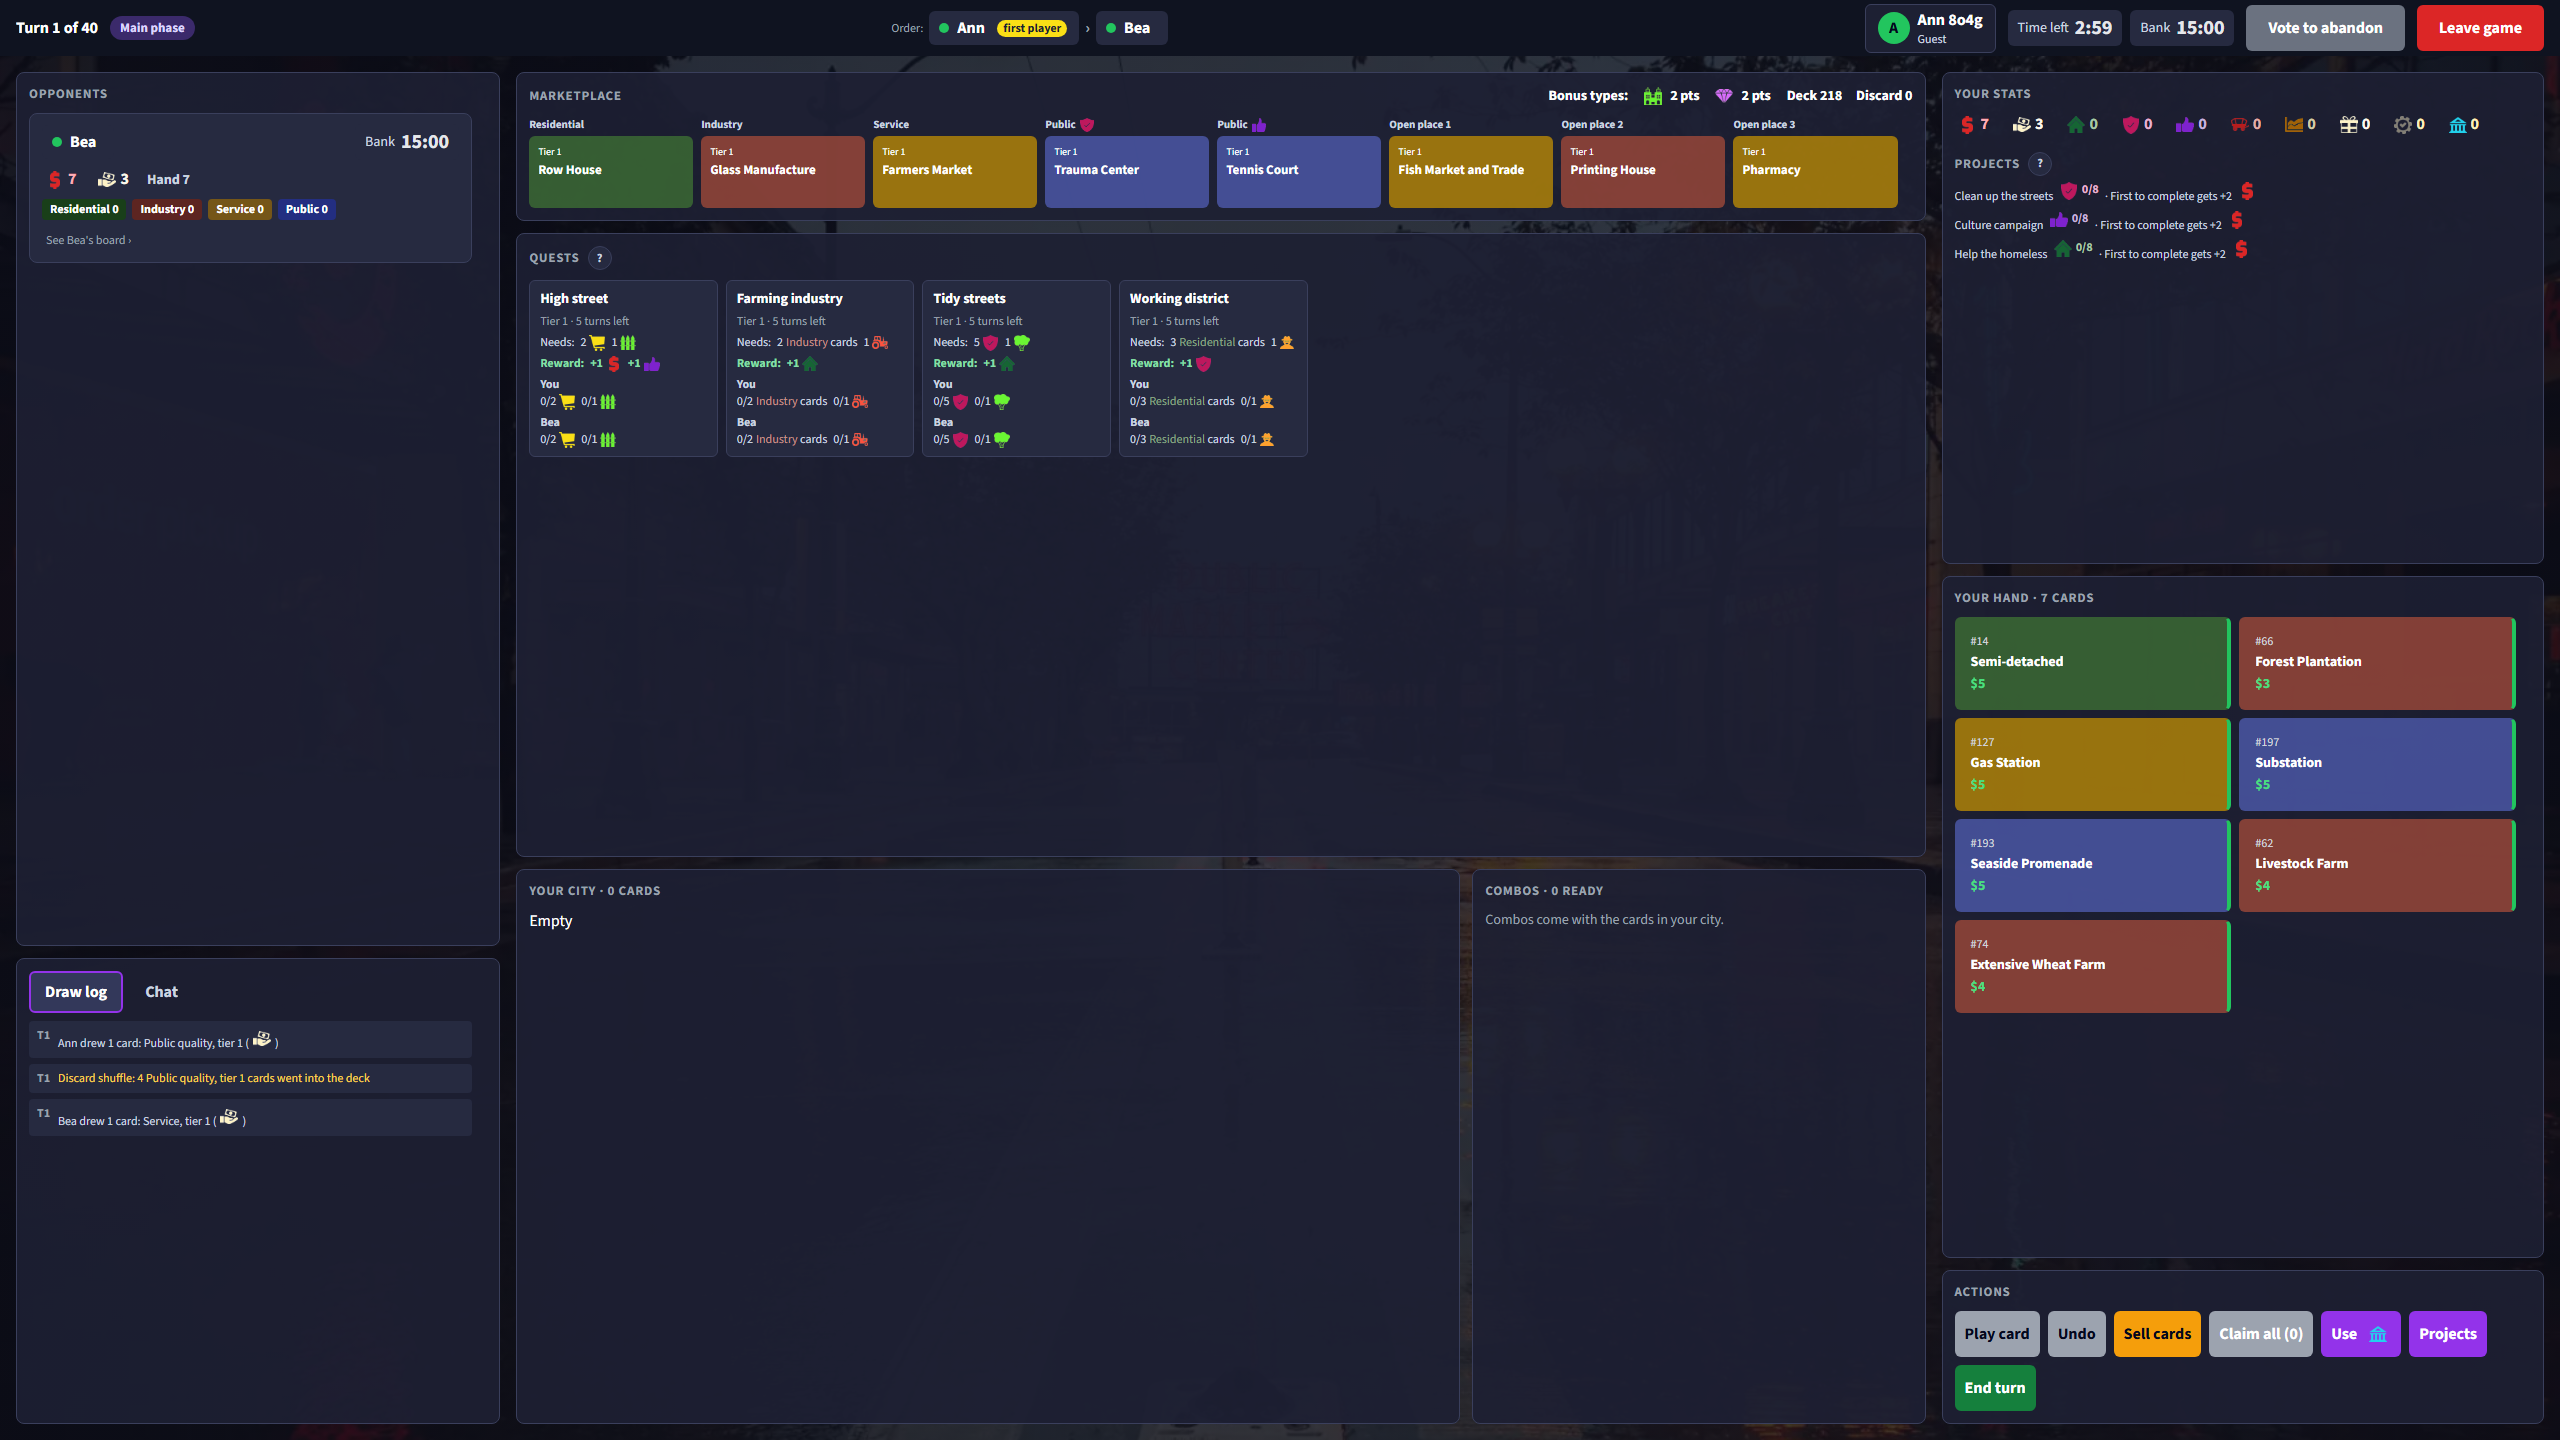 Turn 1 of 40 Main phase
Order: Ann first player › Bea
A Ann 8o4g
Guest
Time left 2:59
Bank 15:00
Vote to abandon
Leave game
OPPONENTS
Bea Bank 15:00
7 3 Hand 7
Residential 0 Industry 0 Service 0 Public 0
See Bea's board ›
Draw log Chat
T1 Ann drew 1 card: Public quality, tier 1 ( )
T1 Discard shuffle: 4 Public quality, tier 1 cards went into the deck
T1 Bea drew 1 card: Service, tier 1 ( )
MARKETPLACE
Bonus types: 2 pts 2 pts Deck 218 Discard 0
Residential
Tier 1
Row House
Industry
Tier 1
Glass Manufacture
Service
Tier 1
Farmers Market
Public
Tier 1
Trauma Center
Public
Tier 1
Tennis Court
Open place 1
Tier 1
Fish Market and Trade
Open place 2
Tier 1
Printing House
Open place 3
Tier 1
Pharmacy
QUESTS ?
High street
Tier 1 · 5 turns left
Needs: 2 1
Reward: +1 +1
You
0/2 0/1
Bea
0/2 0/1
Farming industry
Tier 1 · 5 turns left
Needs: 2 Industry cards 1
Reward: +1
You
0/2 Industry cards 0/1
Bea
0/2 Industry cards 0/1
Tidy streets
Tier 1 · 5 turns left
Needs: 5 1
Reward: +1
You
0/5 0/1
Bea
0/5 0/1
Working district
Tier 1 · 5 turns left
Needs: 3 Residential cards 1
Reward: +1
You
0/3 Residential cards 0/1
Bea
0/3 Residential cards 0/1
YOUR CITY · 0 CARDS
Empty
COMBOS · 0 READY
Combos come with the cards in your city.
YOUR STATS
7 3 0 0 0 0 0 0 0 0
PROJECTS ?
Clean up the streets 0/8 · First to complete gets +2
Culture campaign 0/8 · First to complete gets +2
Help the homeless 0/8 · First to complete gets +2
YOUR HAND · 7 CARDS
#14
Semi-detached
$5
#66
Forest Plantation
$3
#127
Gas Station
$5
#197
Substation
$5
#193
Seaside Promenade
$5
#62
Livestock Farm
$4
#74
Extensive Wheat Farm
$4
ACTIONS
Play card Undo Sell cards Claim all (0) Use Projects
End turn